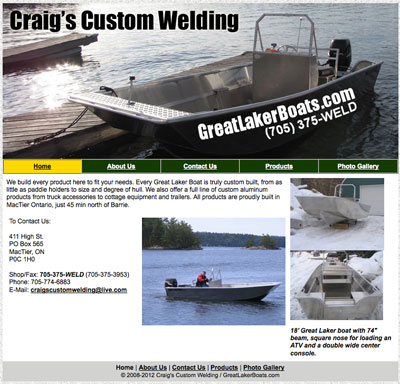 Craig's Custom Welding
GreatLakerBoats.com
(705) 375-WELD
Home
About Us
Contact Us
Products
Photo Gallery
We build every product here to fit your needs. Every Great Laker Boat is truly custom built, from as
little as paddle holders to size and degree of hull. We also offer a full line of custom aluminum
products from truck accessories to cottage equipment and trailers. All products are proudly built in
MacTier Ontario, just 45 min north of Barrie.
To Contact Us:
411 High St.
PO Box 565
MacTier, ON
P0C 1H0
Shop/Fax: 705-375-WELD (705-375-3953)
Phone: 705-774-6883
E-Mail: craigscustomwelding@live.com
18' Great Laker boat with 74"
beam, square nose for loading an
ATV and a double wide center
console.
Home | About Us | Contact Us | Products | Photo Gallery
© 2008-2012 Craig's Custom Welding / GreatLakerBoats.com